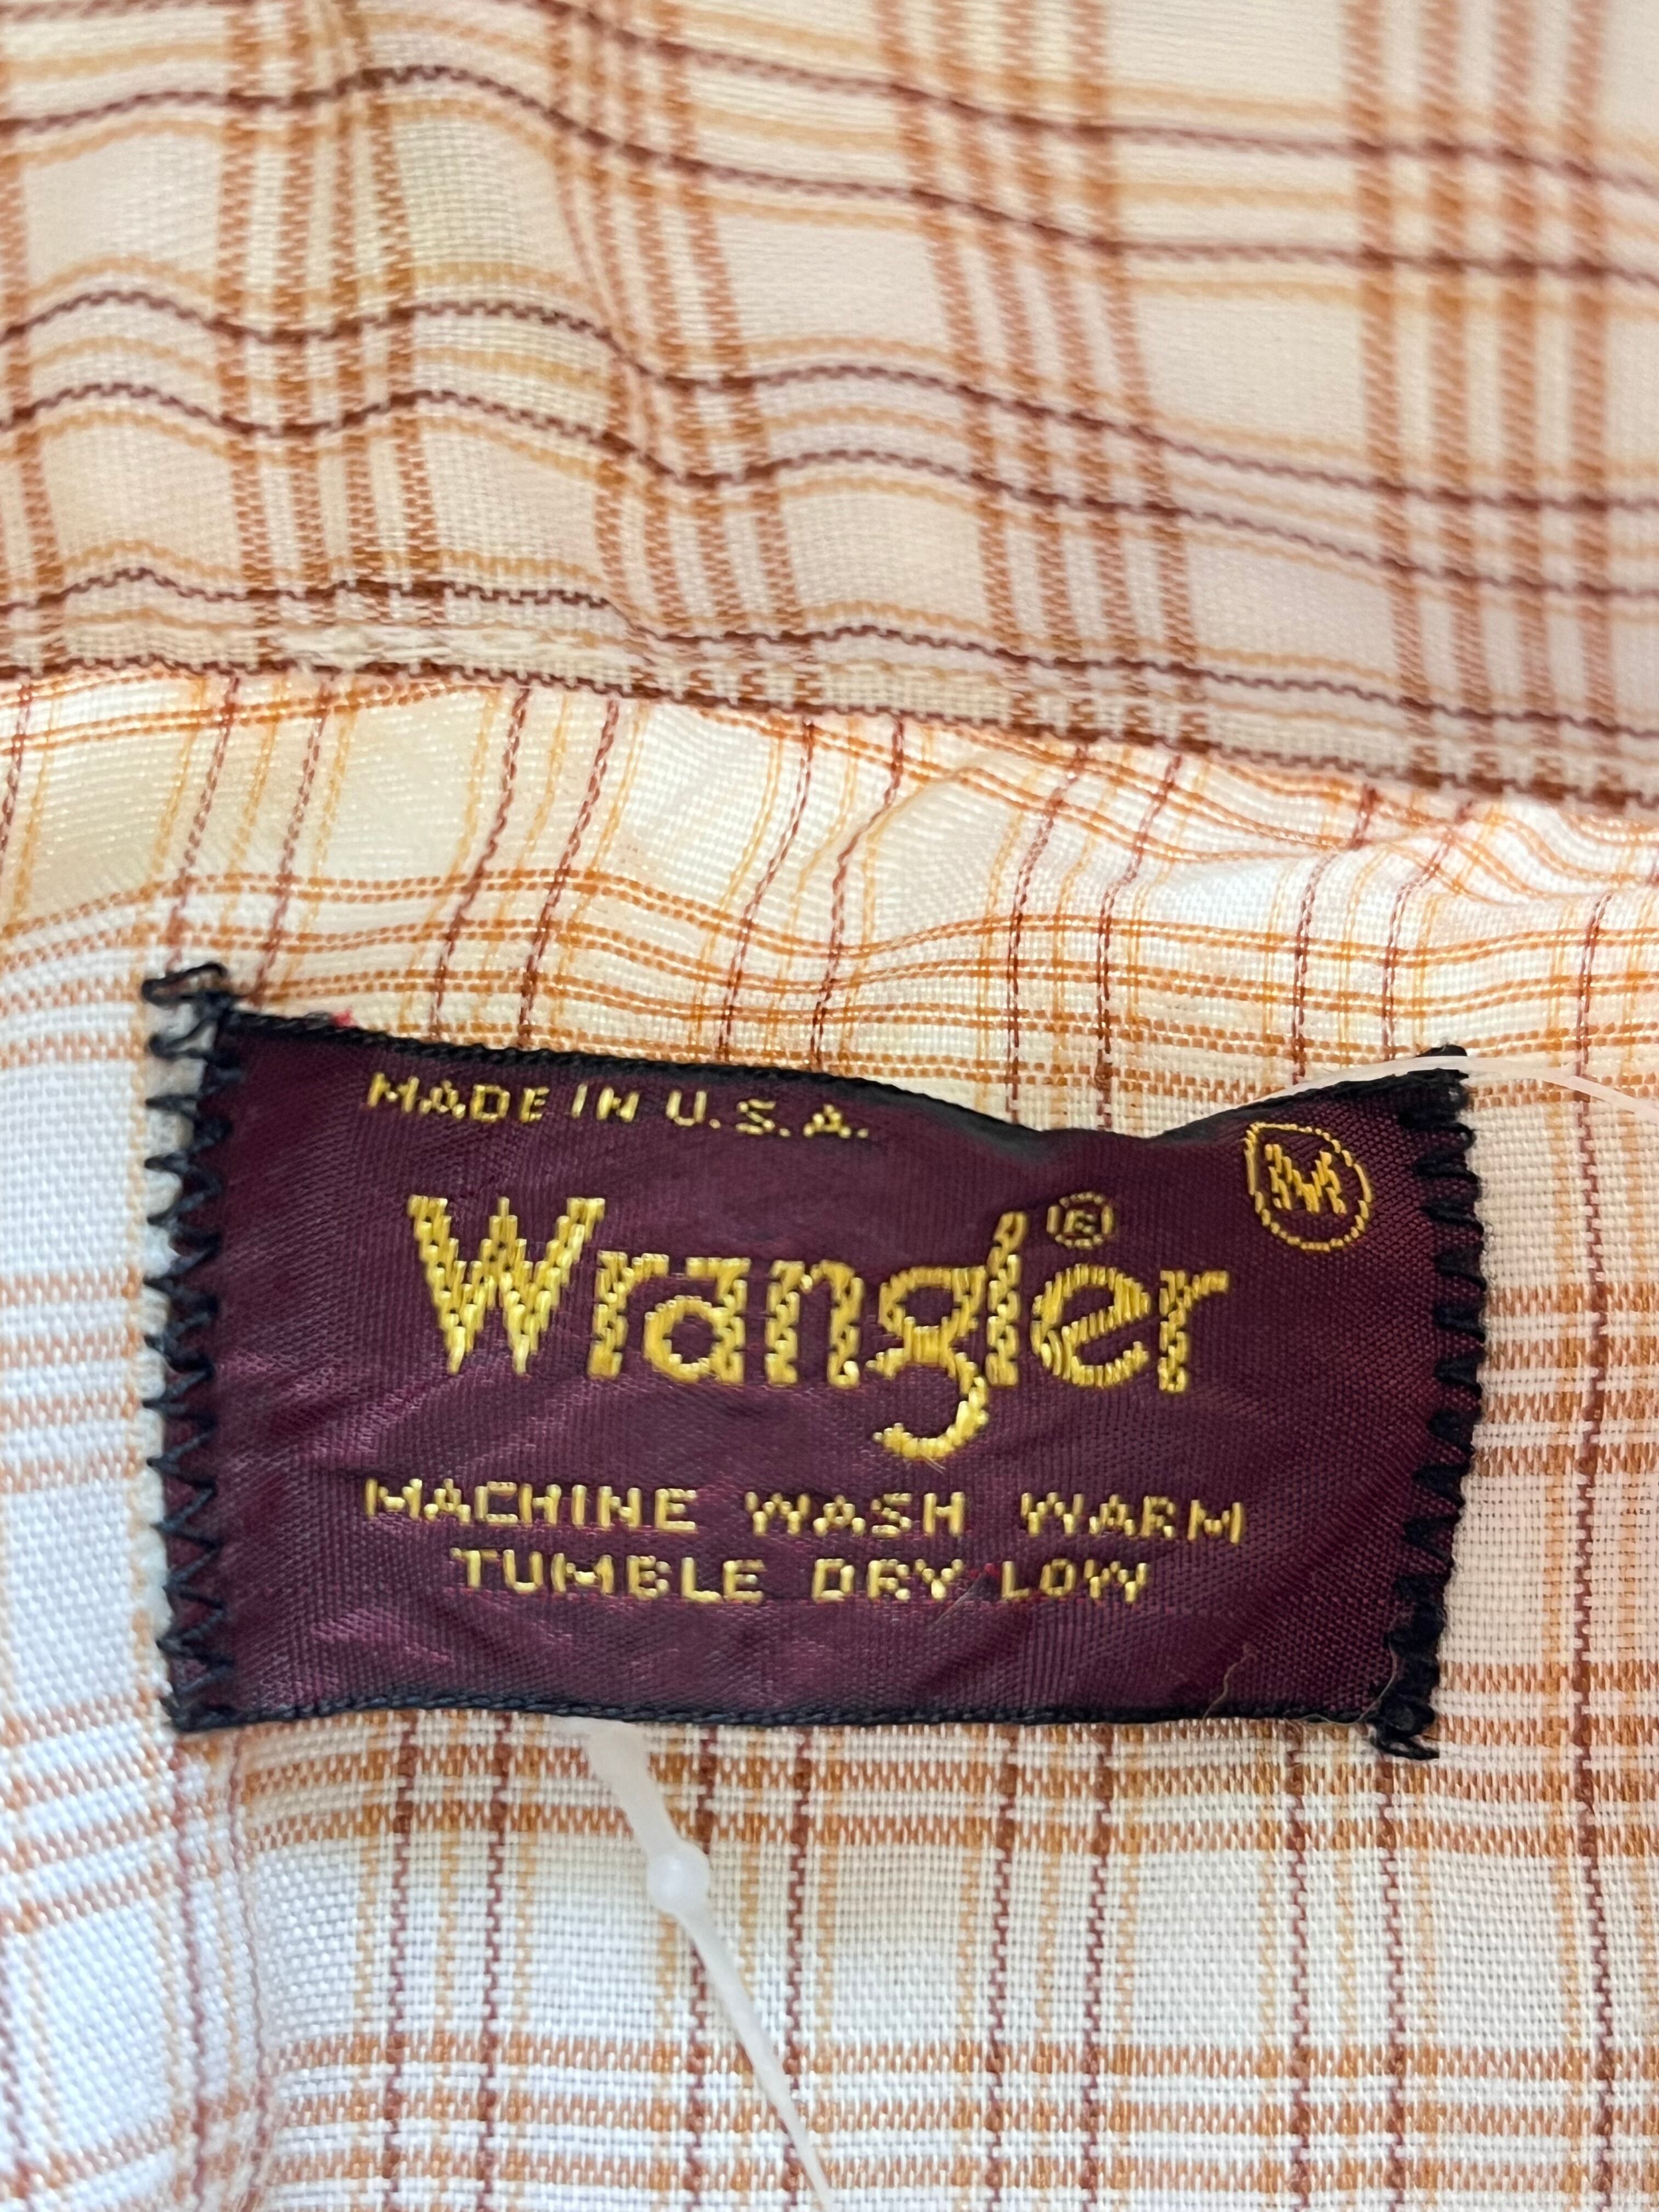 MADE IN U.S.A.
M
Wrangler®
MACHINE WASH WARM
TUMBLE DRY LOW